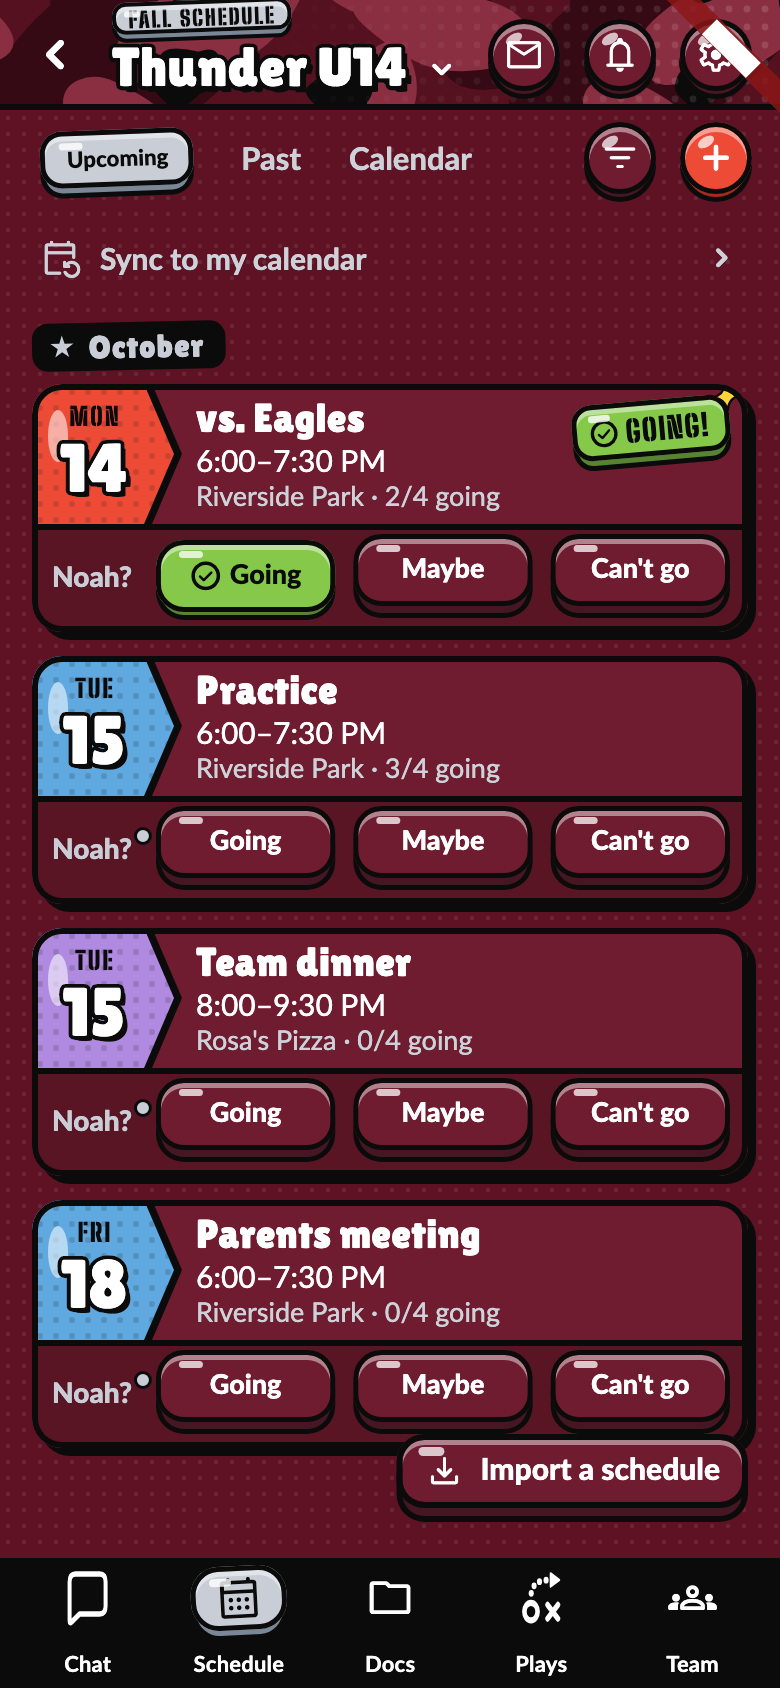 FALL SCHEDULE
Thunder U14
Upcoming
Past
Calendar
Sync to my calendar
★ October
MON
14
vs. Eagles
6:00–7:30 PM
Riverside Park · 2/4 going
GOING!
Noah?
Going
Maybe
Can't go
TUE
15
Practice
6:00–7:30 PM
Riverside Park · 3/4 going
Noah?
Going
Maybe
Can't go
TUE
15
Team dinner
8:00–9:30 PM
Rosa's Pizza · 0/4 going
Noah?
Going
Maybe
Can't go
FRI
18
Parents meeting
6:00–7:30 PM
Riverside Park · 0/4 going
Noah?
Going
Maybe
Can't go
Import a schedule
Chat
Schedule
Docs
Plays
Team